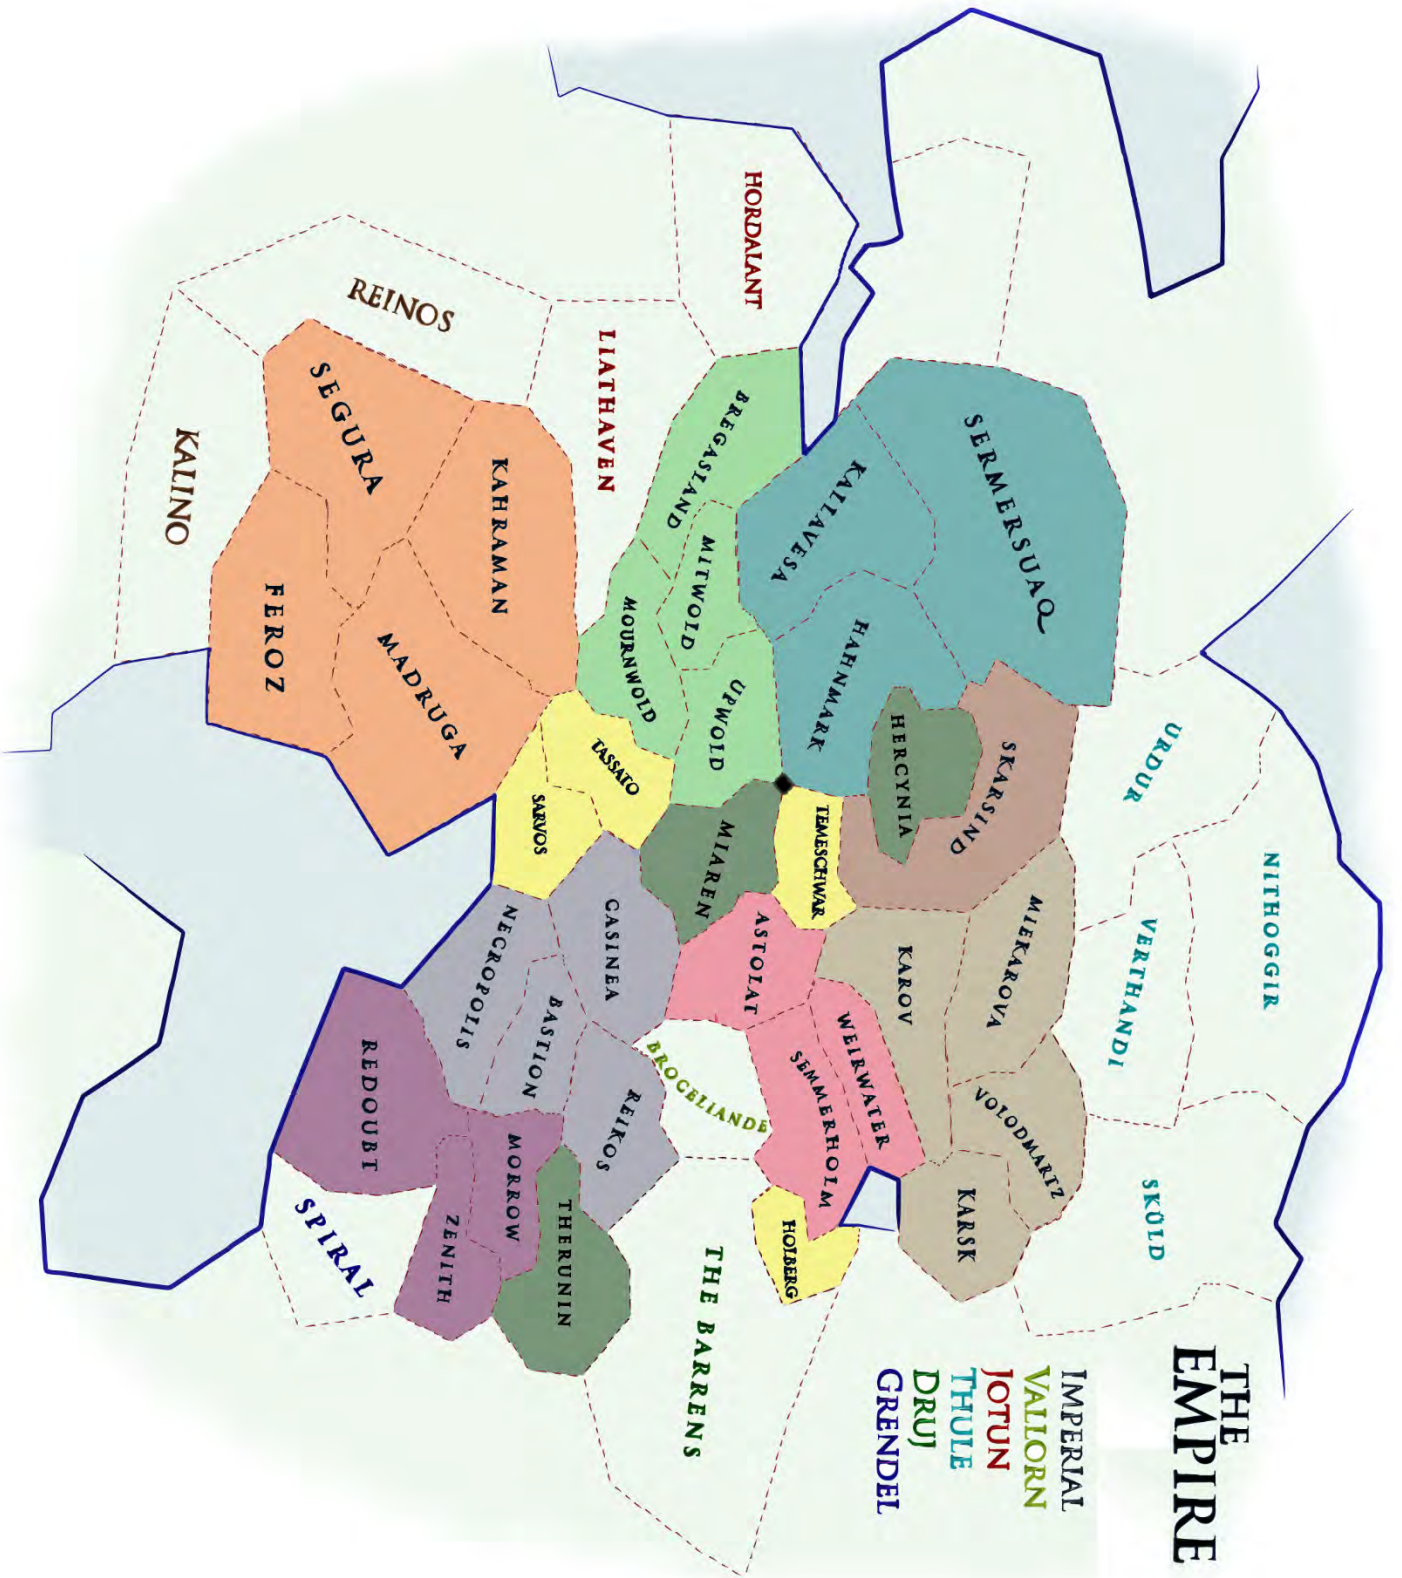 THE
EMPIRE
IMPERIAL
VALLORN
JOTUN
THULE
DRUJ
GRENDEL
NITHOGGIR
URDUR
VERTHANDI
SKÜLD
SERMERSUAQ
SKARSIND
MIEKAROVA
VOLODMARTZ
KALLAVESA
HAHNMARK
HERCYNIA
KAROV
KARSK
HORDALANT
BREGASLAND
MITWOLD
UPWOLD
MOURNWOLD
TEMESCHWAR
MIAREN
ASTOLAT
WEIRWATER
SEMMERHOLM
HOLBERG
LIATHAVEN
TASSATO
SARVOS
CASINEA
BROCELIANDE
REIKOS
THE BARRENS
REINOS
KAHRAMAN
SEGURA
MADRUGA
NECROPOLIS
BASTION
MORROW
THERUNIN
KALINO
FEROZ
REDOUBT
ZENITH
SPIRAL